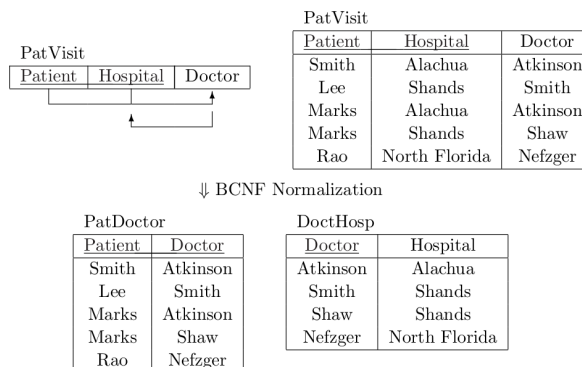 PatVisit
Patient Hospital Doctor
PatVisit
Patient Hospital Doctor
Smith Alachua Atkinson
Lee Shands Smith
Marks Alachua Atkinson
Marks Shands Shaw
Rao North Florida Nefzger
⇓ BCNF Normalization
PatDoctor
Patient Doctor
Smith Atkinson
Lee Smith
Marks Atkinson
Marks Shaw
Rao Nefzger
DoctHosp
Doctor Hospital
Atkinson Alachua
Smith Shands
Shaw Shands
Nefzger North Florida